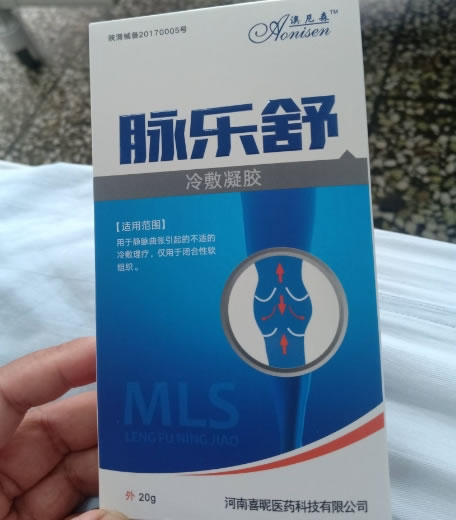 陕渭械备20170005号
澳尼森™
Aonisen
脉乐舒
冷敷凝胶
【适用范围】
用于静脉曲张引起的不适的
冷敷理疗，仅用于闭合性软
组织。
MLS
LENG FU NING JIAO
外 20g
河南喜昵医药科技有限公司